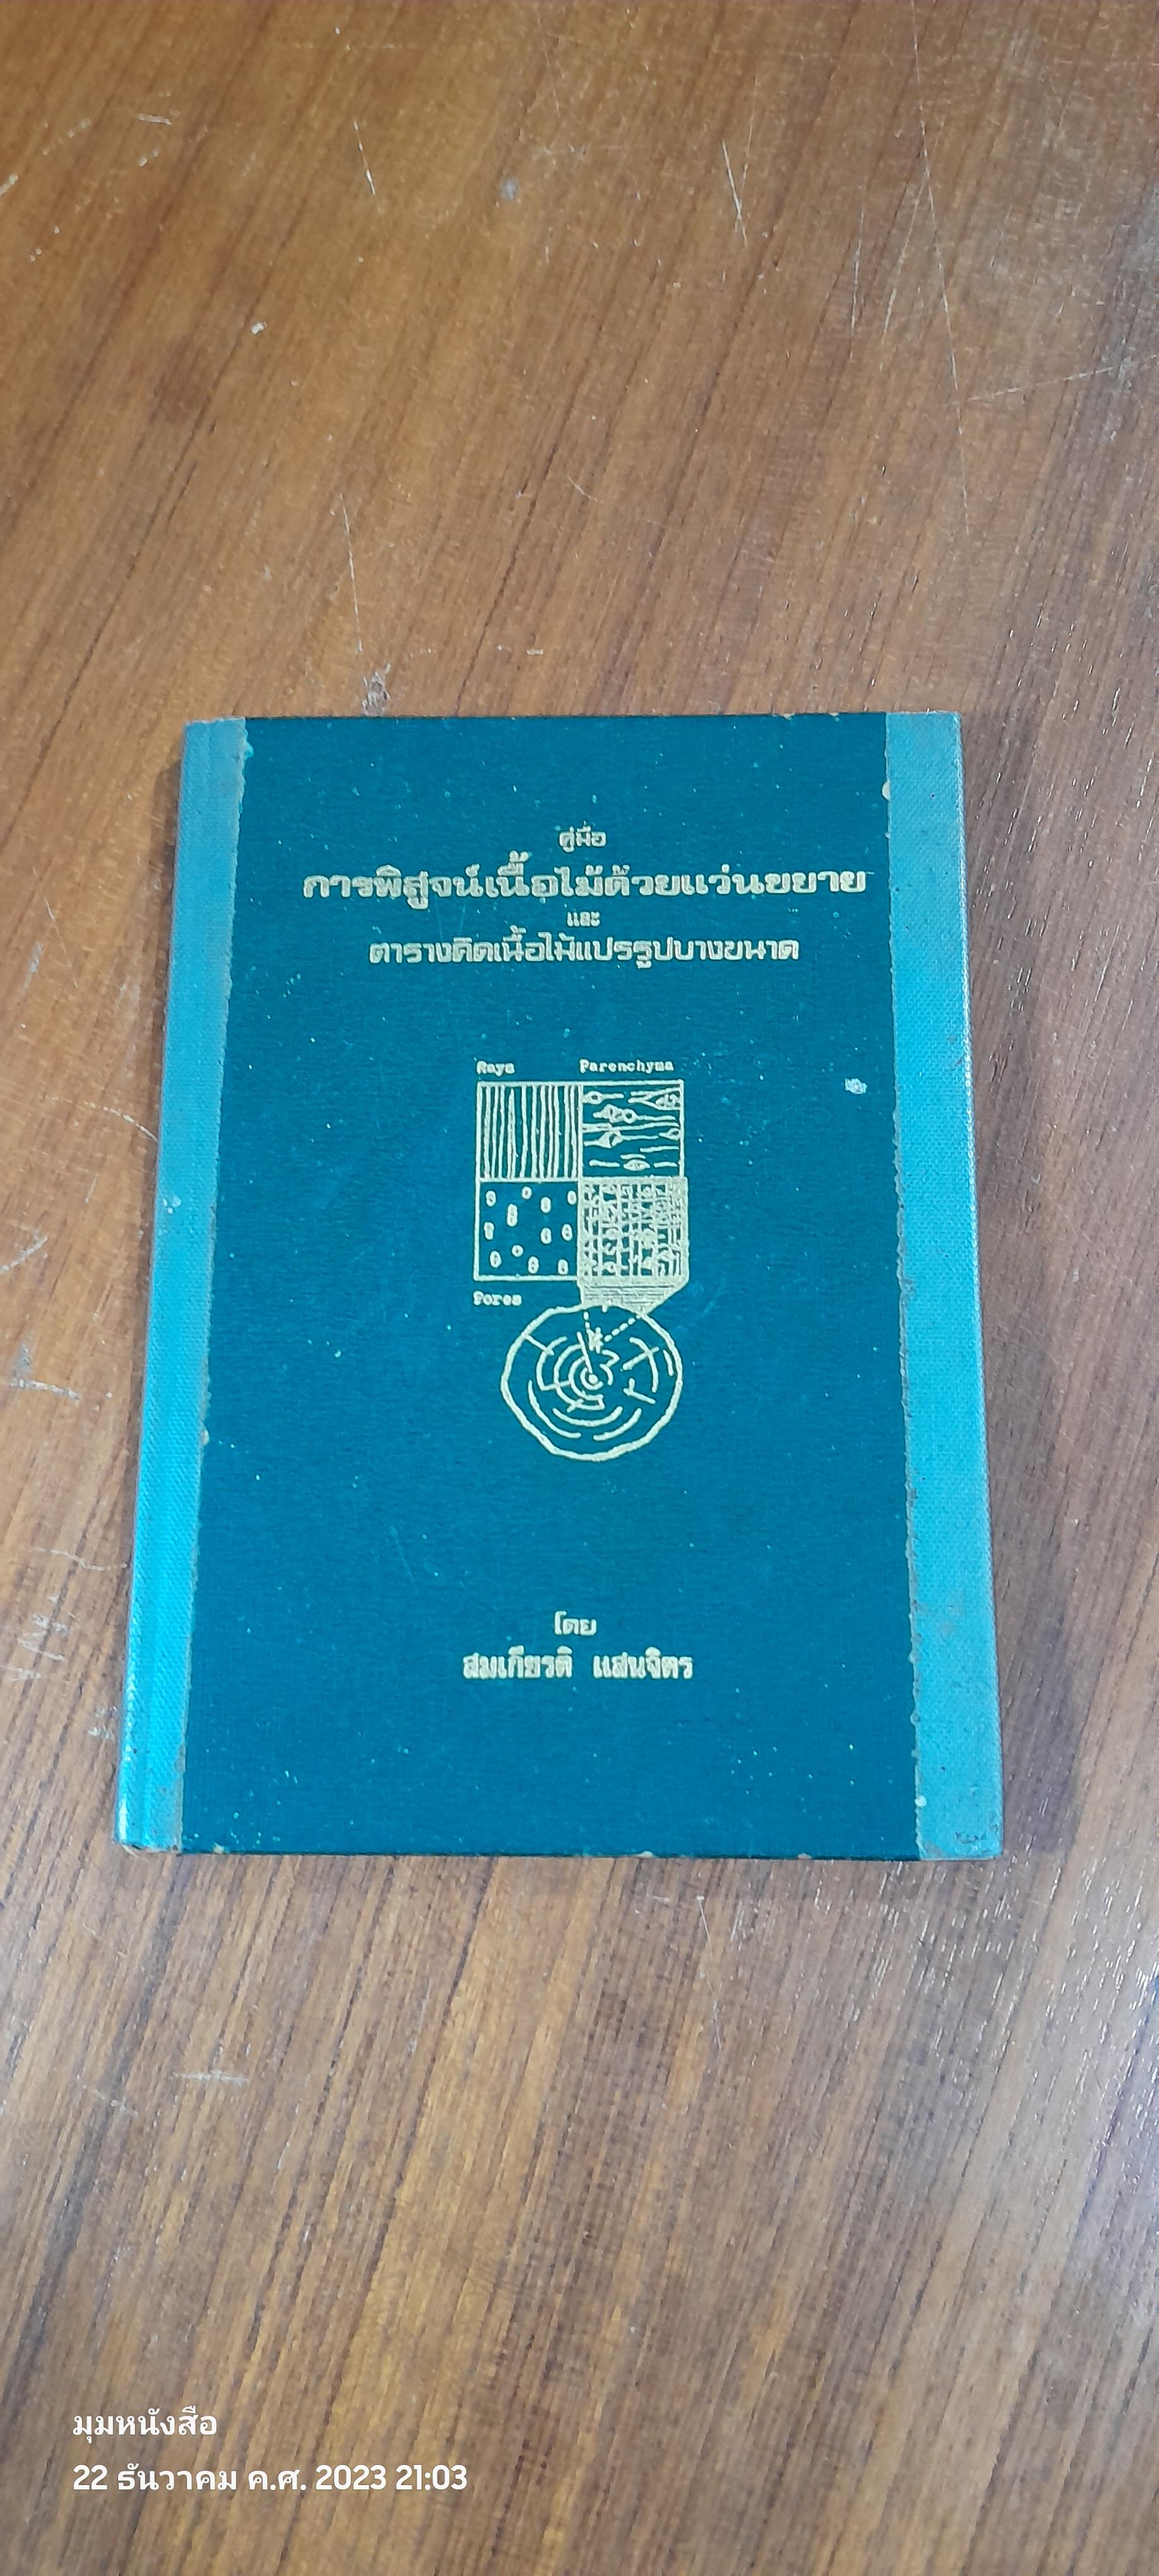 คู่มือ
การพิสูจน์เนื้อไม้ด้วยแว่นขยาย
และ
ตารางคิดเนื้อไม้แปรรูปบางขนาด
Rays Parenchyma
Pores
โดย
สมเกียรติ แสนจิตร
มุมหนังสือ
22 ธันวาคม ค.ศ. 2023 21:03